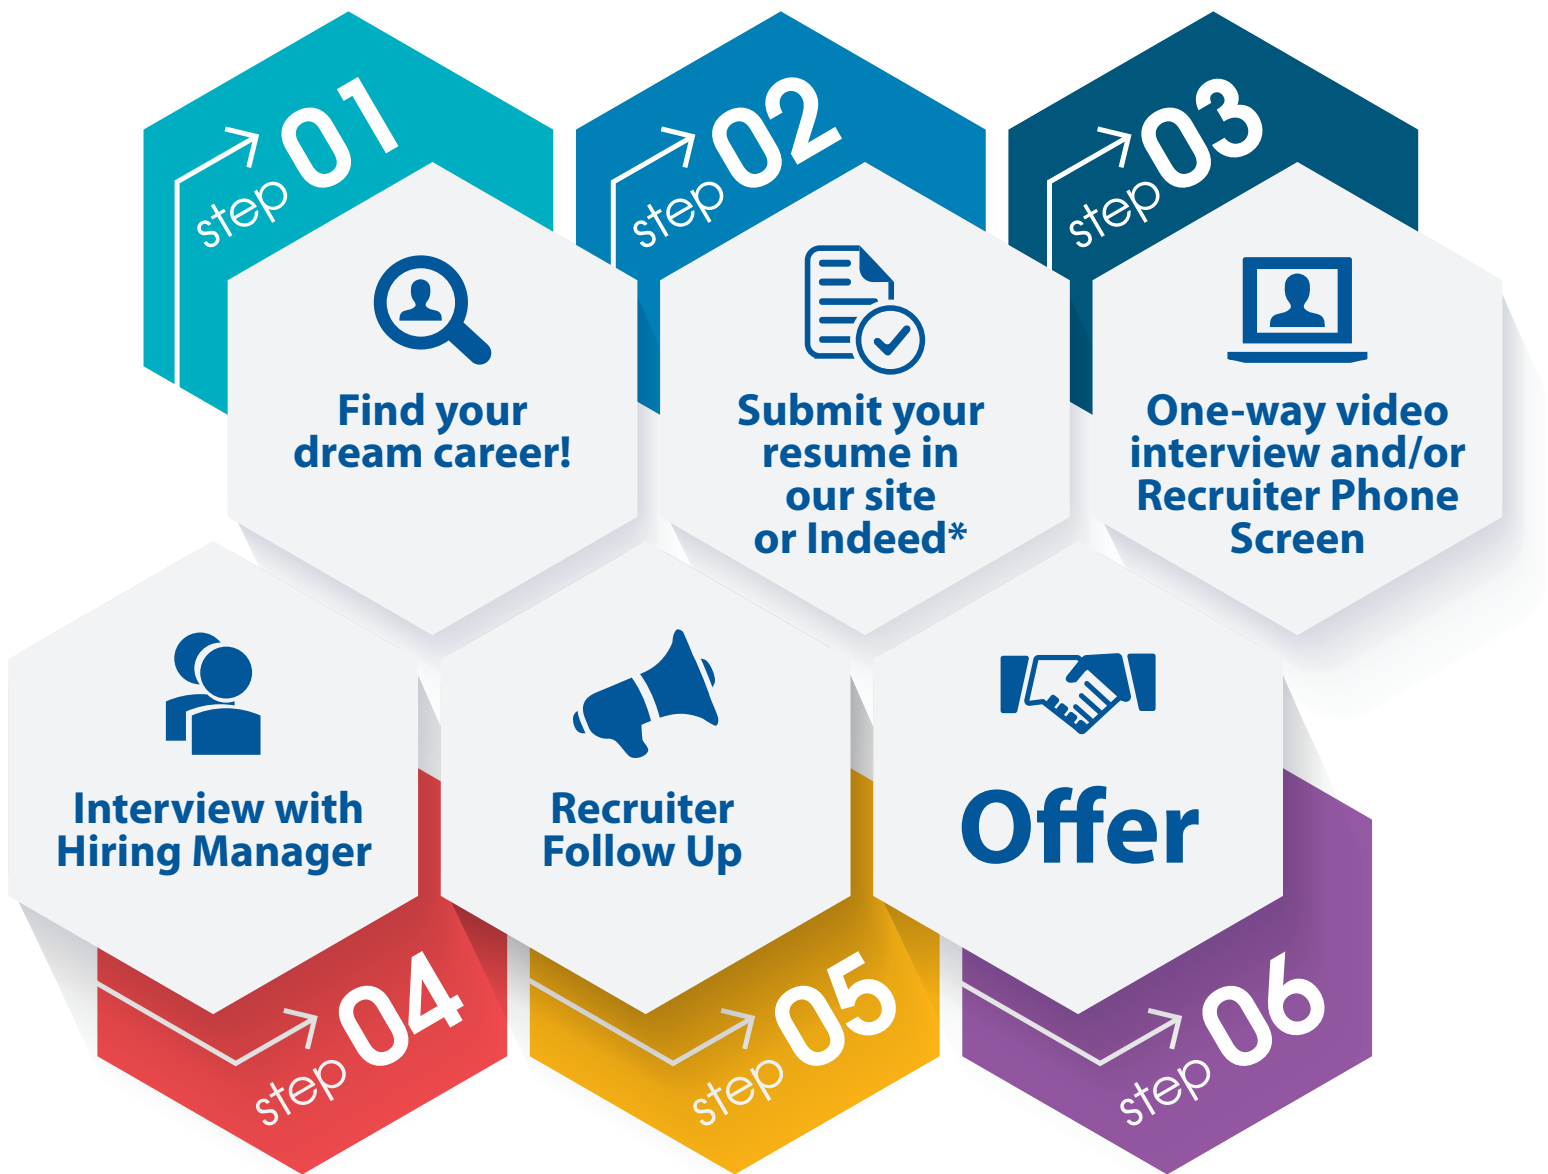 step 01
Find your
dream career!
step 02
Submit your
resume in
our site
or Indeed*
step 03
One-way video
interview and/or
Recruiter Phone
Screen
Interview with
Hiring Manager
step 04
Recruiter
Follow Up
step 05
Offer
step 06